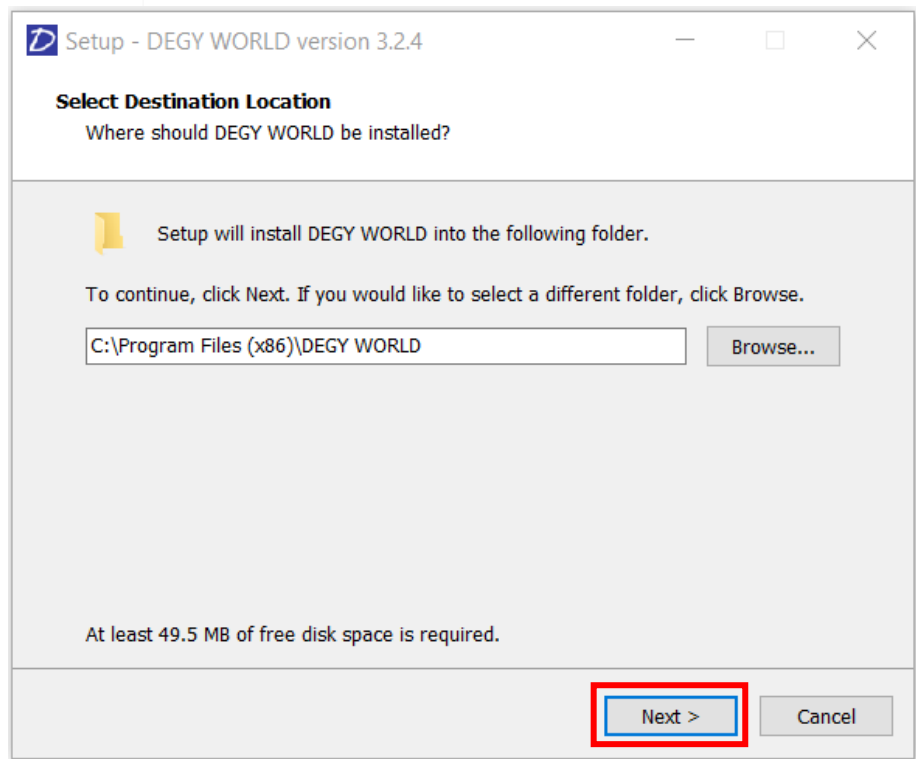 Setup - DEGY WORLD version 3.2.4
Select Destination Location
Where should DEGY WORLD be installed?
Setup will install DEGY WORLD into the following folder.
To continue, click Next. If you would like to select a different folder, click Browse.
C:\Program Files (x86)\DEGY WORLD
Browse...
At least 49.5 MB of free disk space is required.
Next >
Cancel